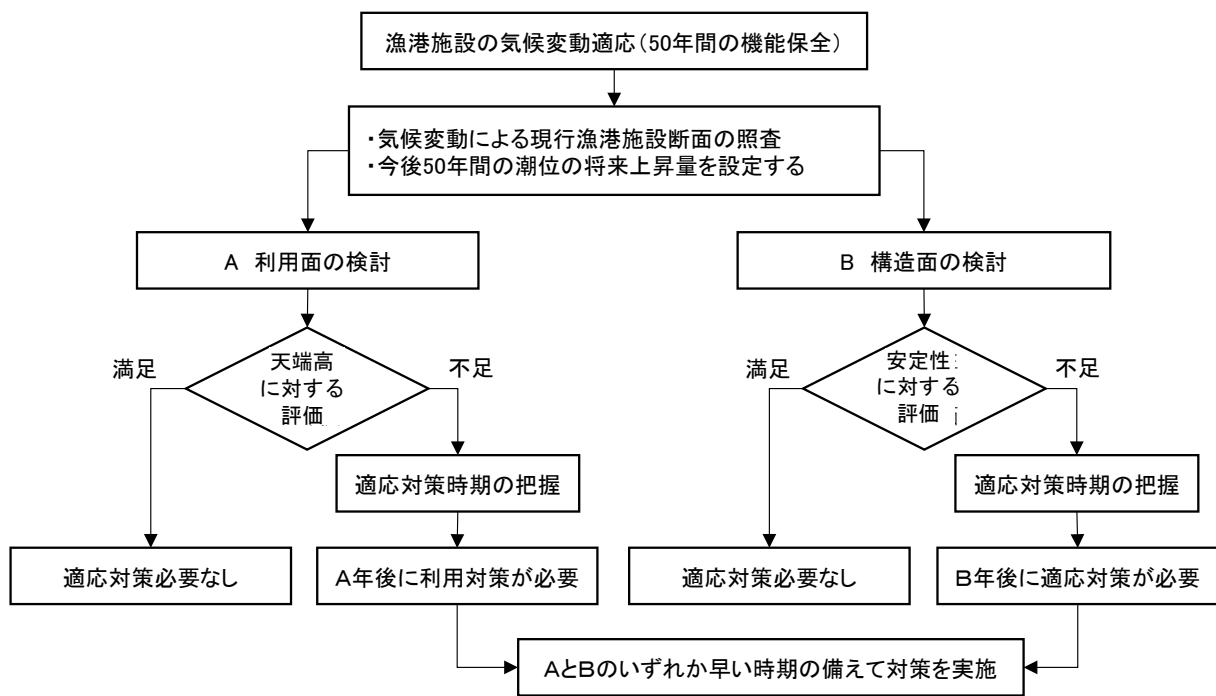 漁港施設の気候変動適応（50年間の機能保全）
・気候変動による現行漁港施設断面の照査
・今後50年間の潮位の将来上昇量を設定する
A 利用面の検討
B 構造面の検討
満足
天端高
に対する
評価
不足
満足
安定性
に対する
評価
不足
適応対策時期の把握
適応対策時期の把握
適応対策必要なし
A年後に利用対策が必要
適応対策必要なし
B年後に適応対策が必要
AとBのいずれか早い時期の備えて対策を実施